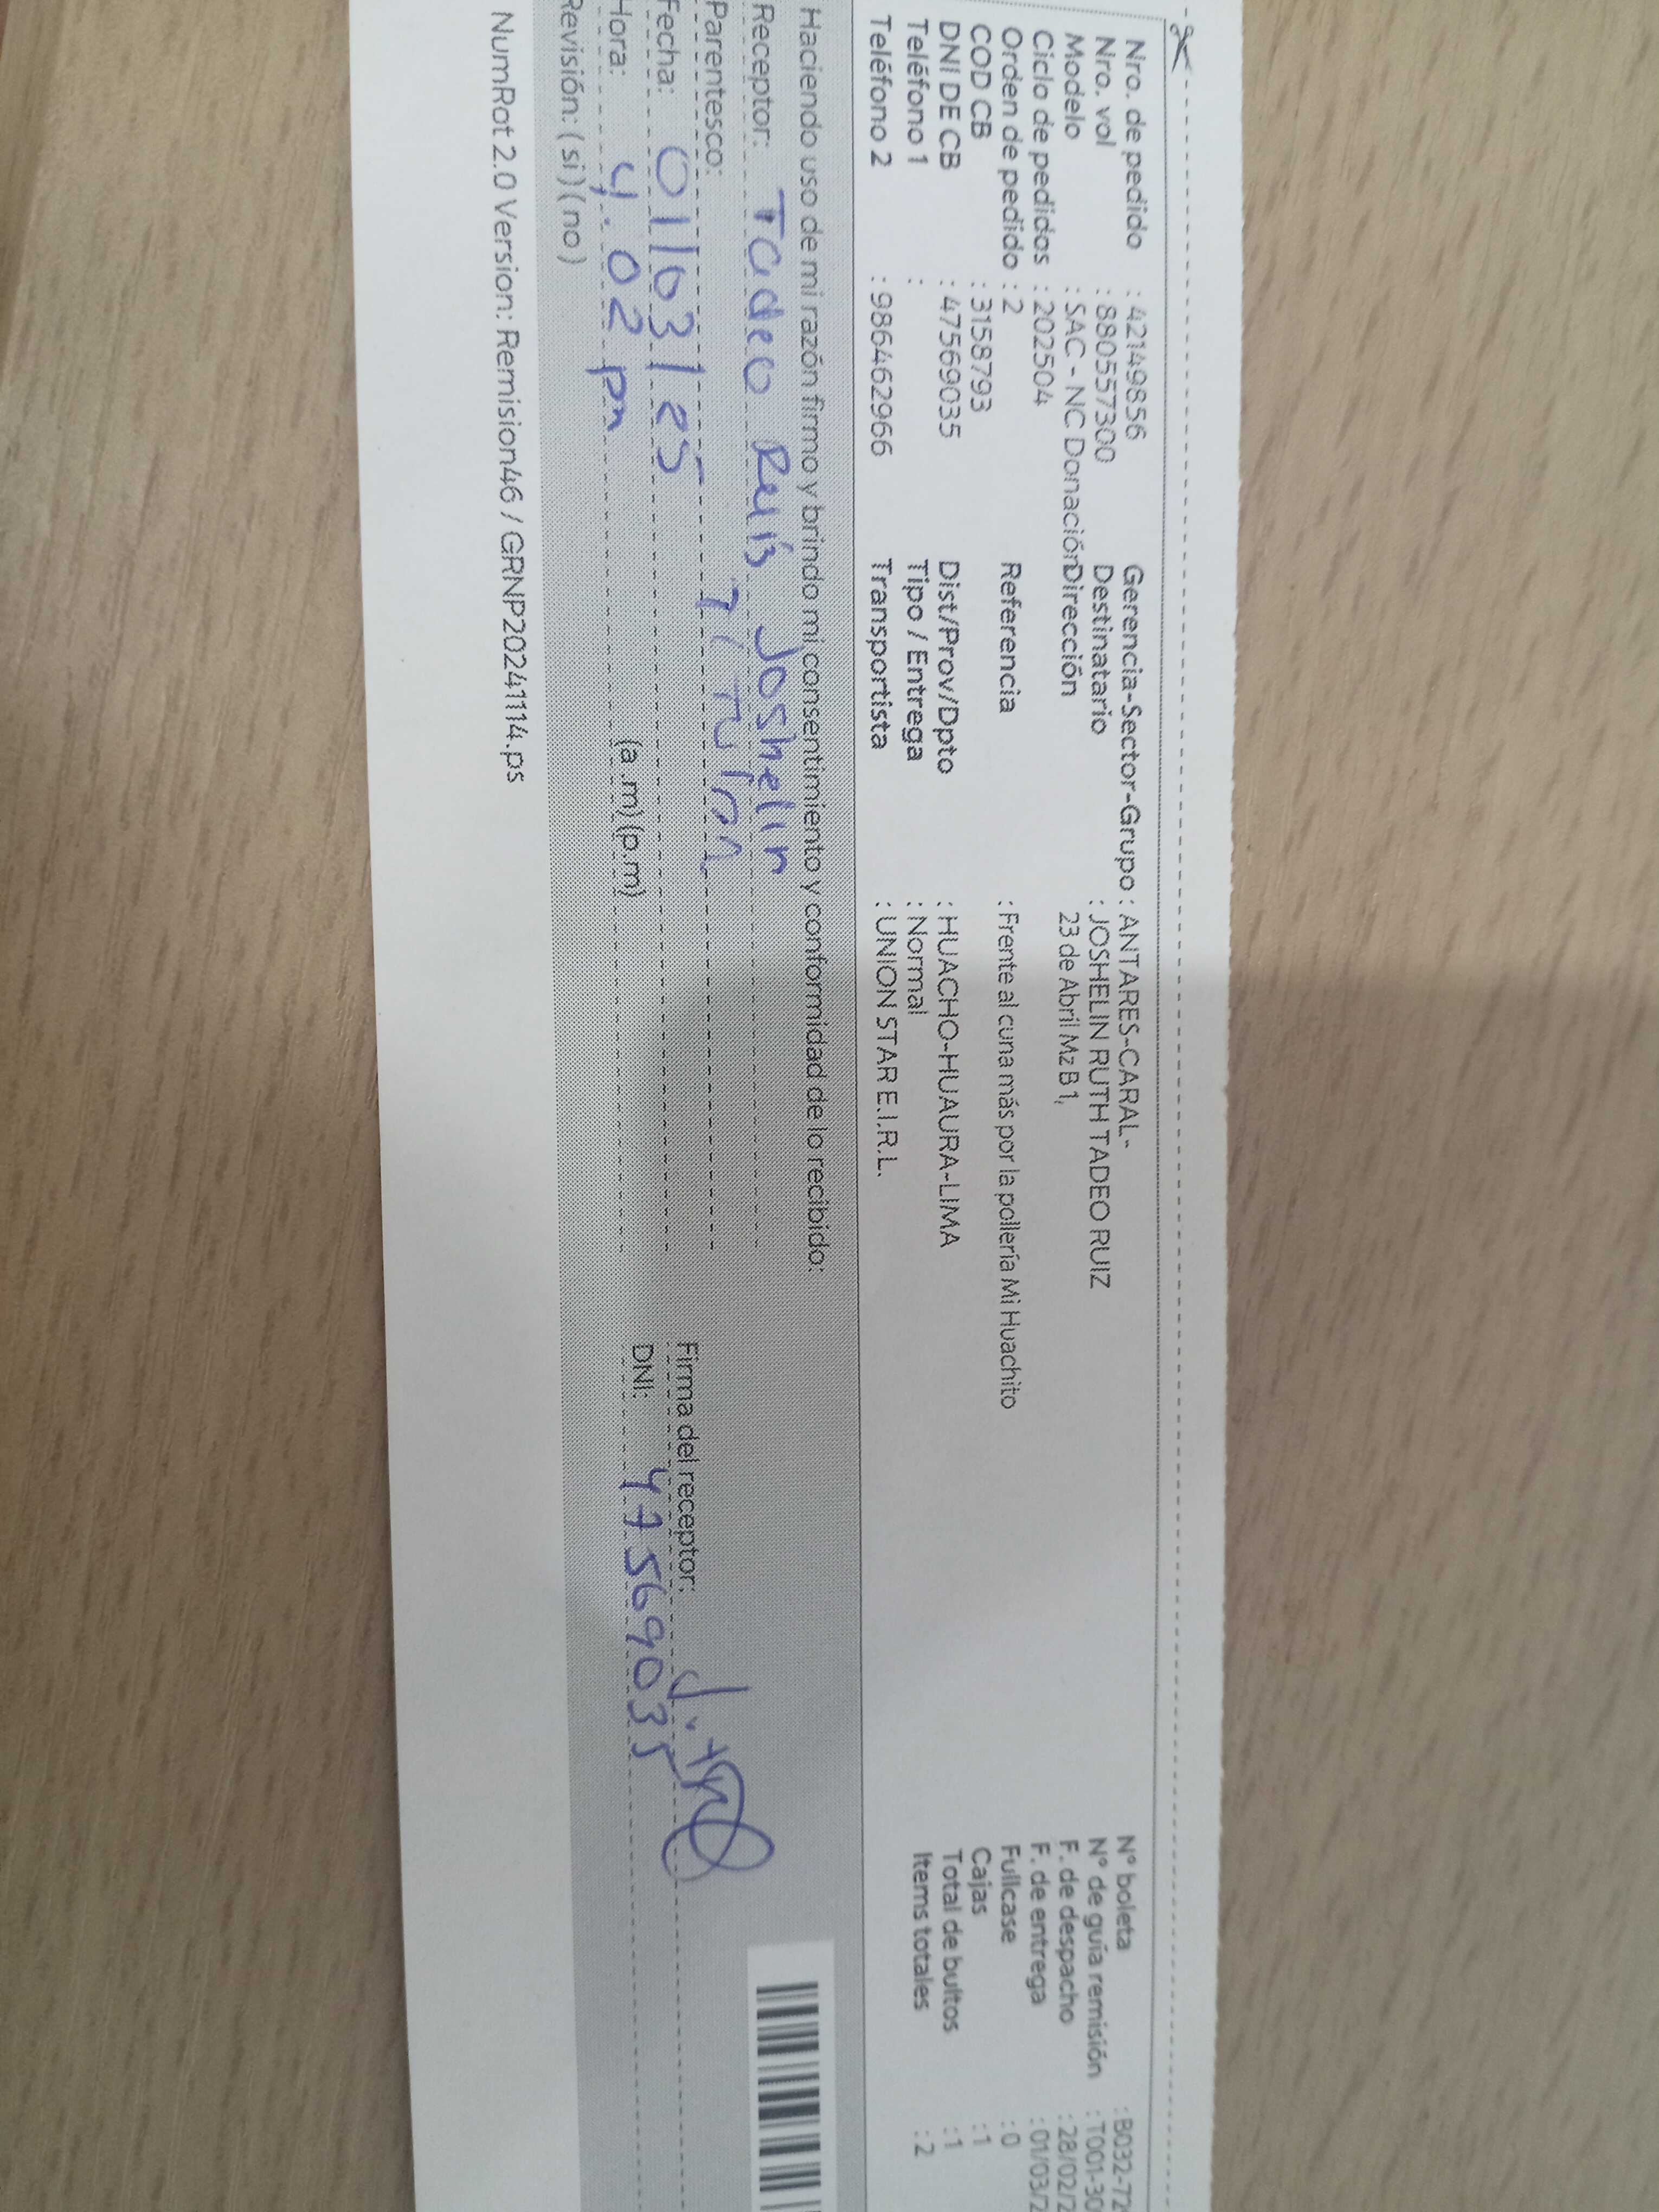 Nro. de pedido : 42149856 Gerencia-Sector-Grupo : ANTARES-CARAL- N° boleta : B032-72
Nro. vol : 880557300 Destinatario : JOSHELIN RUTH TADEO RUIZ N° de guía remisión : T001-30
Modelo : SAC - NC Donación Dirección 23 de Abril Mz B 1, F. de despacho : 28/02/2
Ciclo de pedidos : 202504 F. de entrega : 01/03/2
Orden de pedido : 2 Referencia : Frente al cuna más por la pollería Mi Huachito Fullcase : 0
COD CB : 3158793 Cajas : 1
DNI DE CB : 47569035 Dist/Prov/Dpto : HUACHO-HUAURA-LIMA Total de bultos : 1
Teléfono 1 : Tipo / Entrega : Normal Items totales : 2
Teléfono 2 : 986462966 Transportista : UNION STAR E.I.R.L.
Haciendo uso de mi razón firmo y brindo mi consentimiento y conformidad de lo recibido:
Receptor: Tadeo Ruiz Joshelin
Parentesco: Titular
Fecha: 01/03/25 Firma del receptor:
Hora: 4:02 pm (a.m) (p.m) DNI: 47569035
Revisión: ( si ) ( no )
NumRot 2.0 Version: Remision46 / GRNP20241114.ps